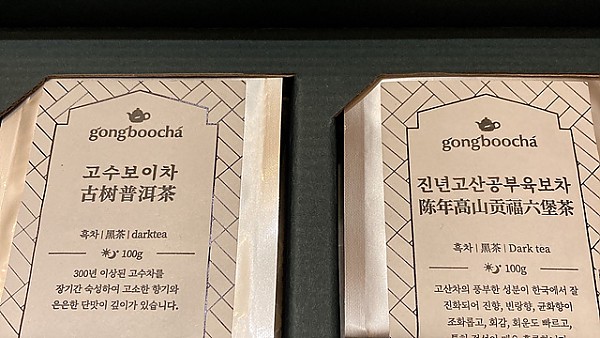 gongboochá
고수보이차
古树普洱茶
흑차 | 黑茶 | darktea
100g
300년 이상된 고수차를
장기간 숙성하여 고소한 향기와
은은한 단맛이 깊이가 있습니다.
gongboochá
진년고산공부육보차
陈年高山贡福六堡茶
흑차 | 黑茶 | Dark tea
100g
고산차의 풍부한 성분이 한국에서 잘
진화되어 진향, 빈랑향, 균화향이
조화롭고, 회감, 회운도 빠르고,